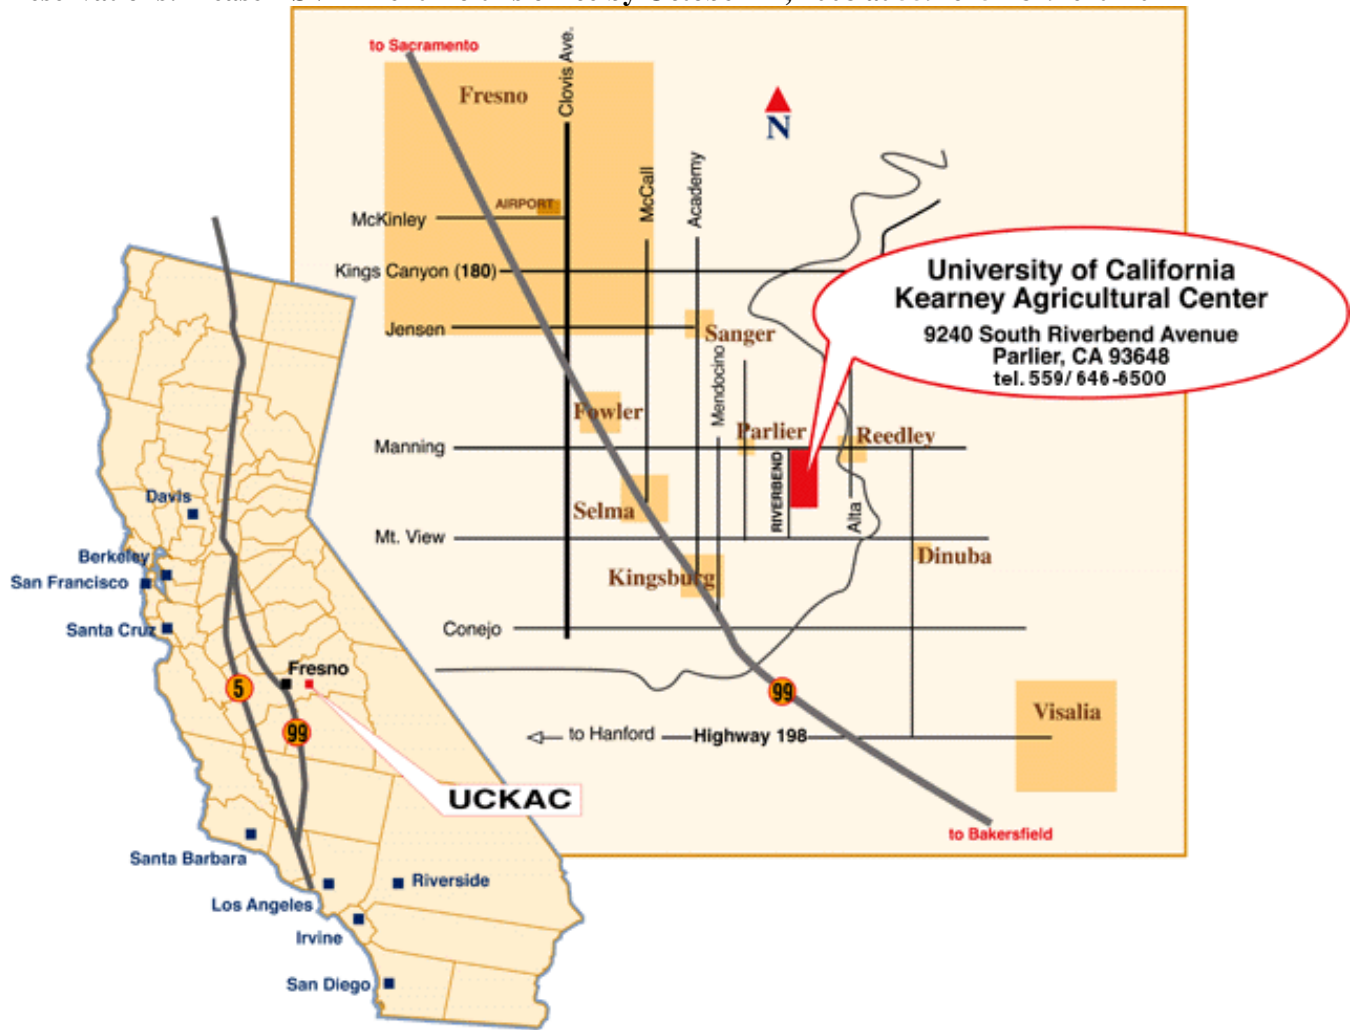 to Sacramento
Clovis Ave.
Fresno
N
McCall
Academy
AIRPORT
McKinley
Kings Canyon (180)
University of California
Kearney Agricultural Center
9240 South Riverbend Avenue
Parlier, CA 93648
tel. 559/ 646-6500
Jensen
Sanger
Mendocino
Fowler
Parlier
Reedley
Manning
RIVERBEND
Alta
Selma
Mt. View
Dinuba
Kingsburg
Conejo
99
Visalia
to Hanford
Highway 198
to Bakersfield
Davis
Berkeley
San Francisco
Santa Cruz
Fresno
5
99
UCKAC
Santa Barbara
Riverside
Los Angeles
Irvine
San Diego